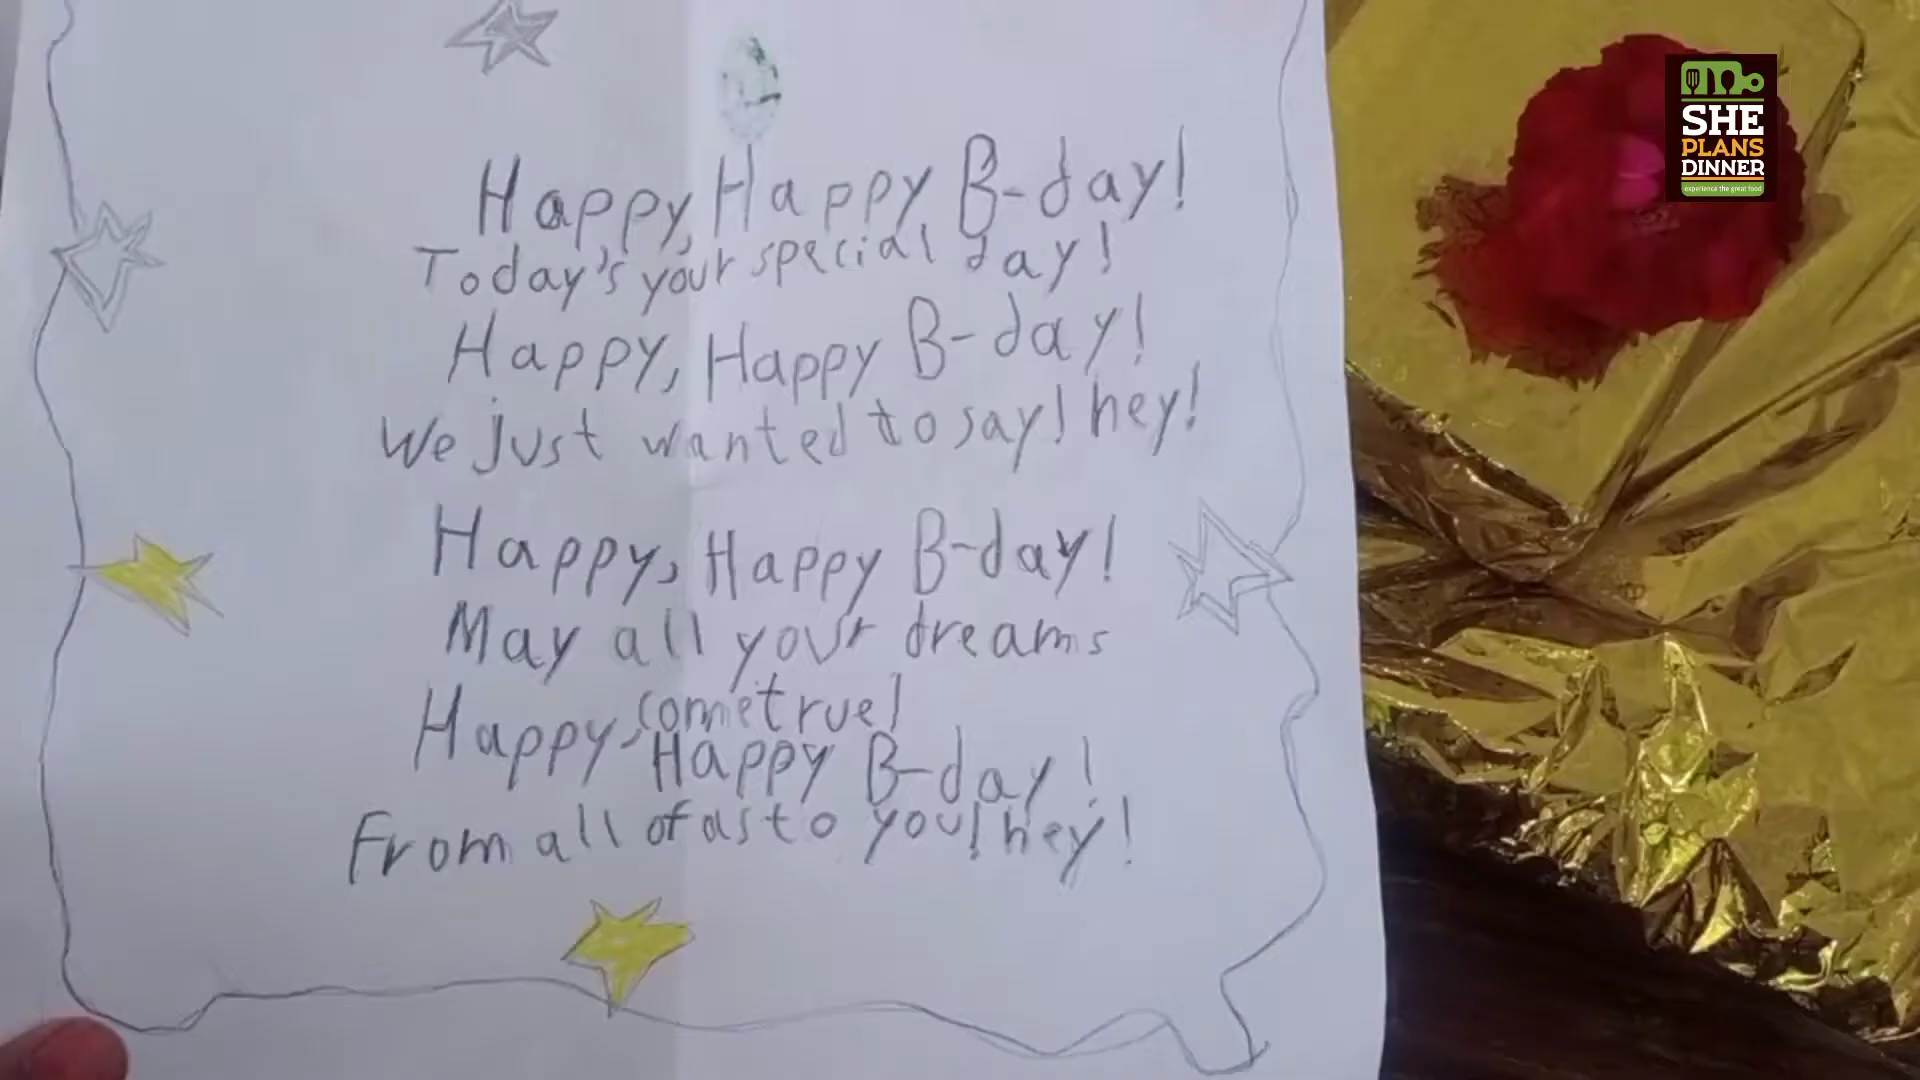 Happy, Happy B-day!
Today's your special day!
Happy, Happy B-day!
We just wanted to say! hey!
Happy, Happy B-day!
May all your dreams
come true!
Happy, Happy B-day!
From all of us to you! hey!
SHE
PLANS
DINNER
experience the great food